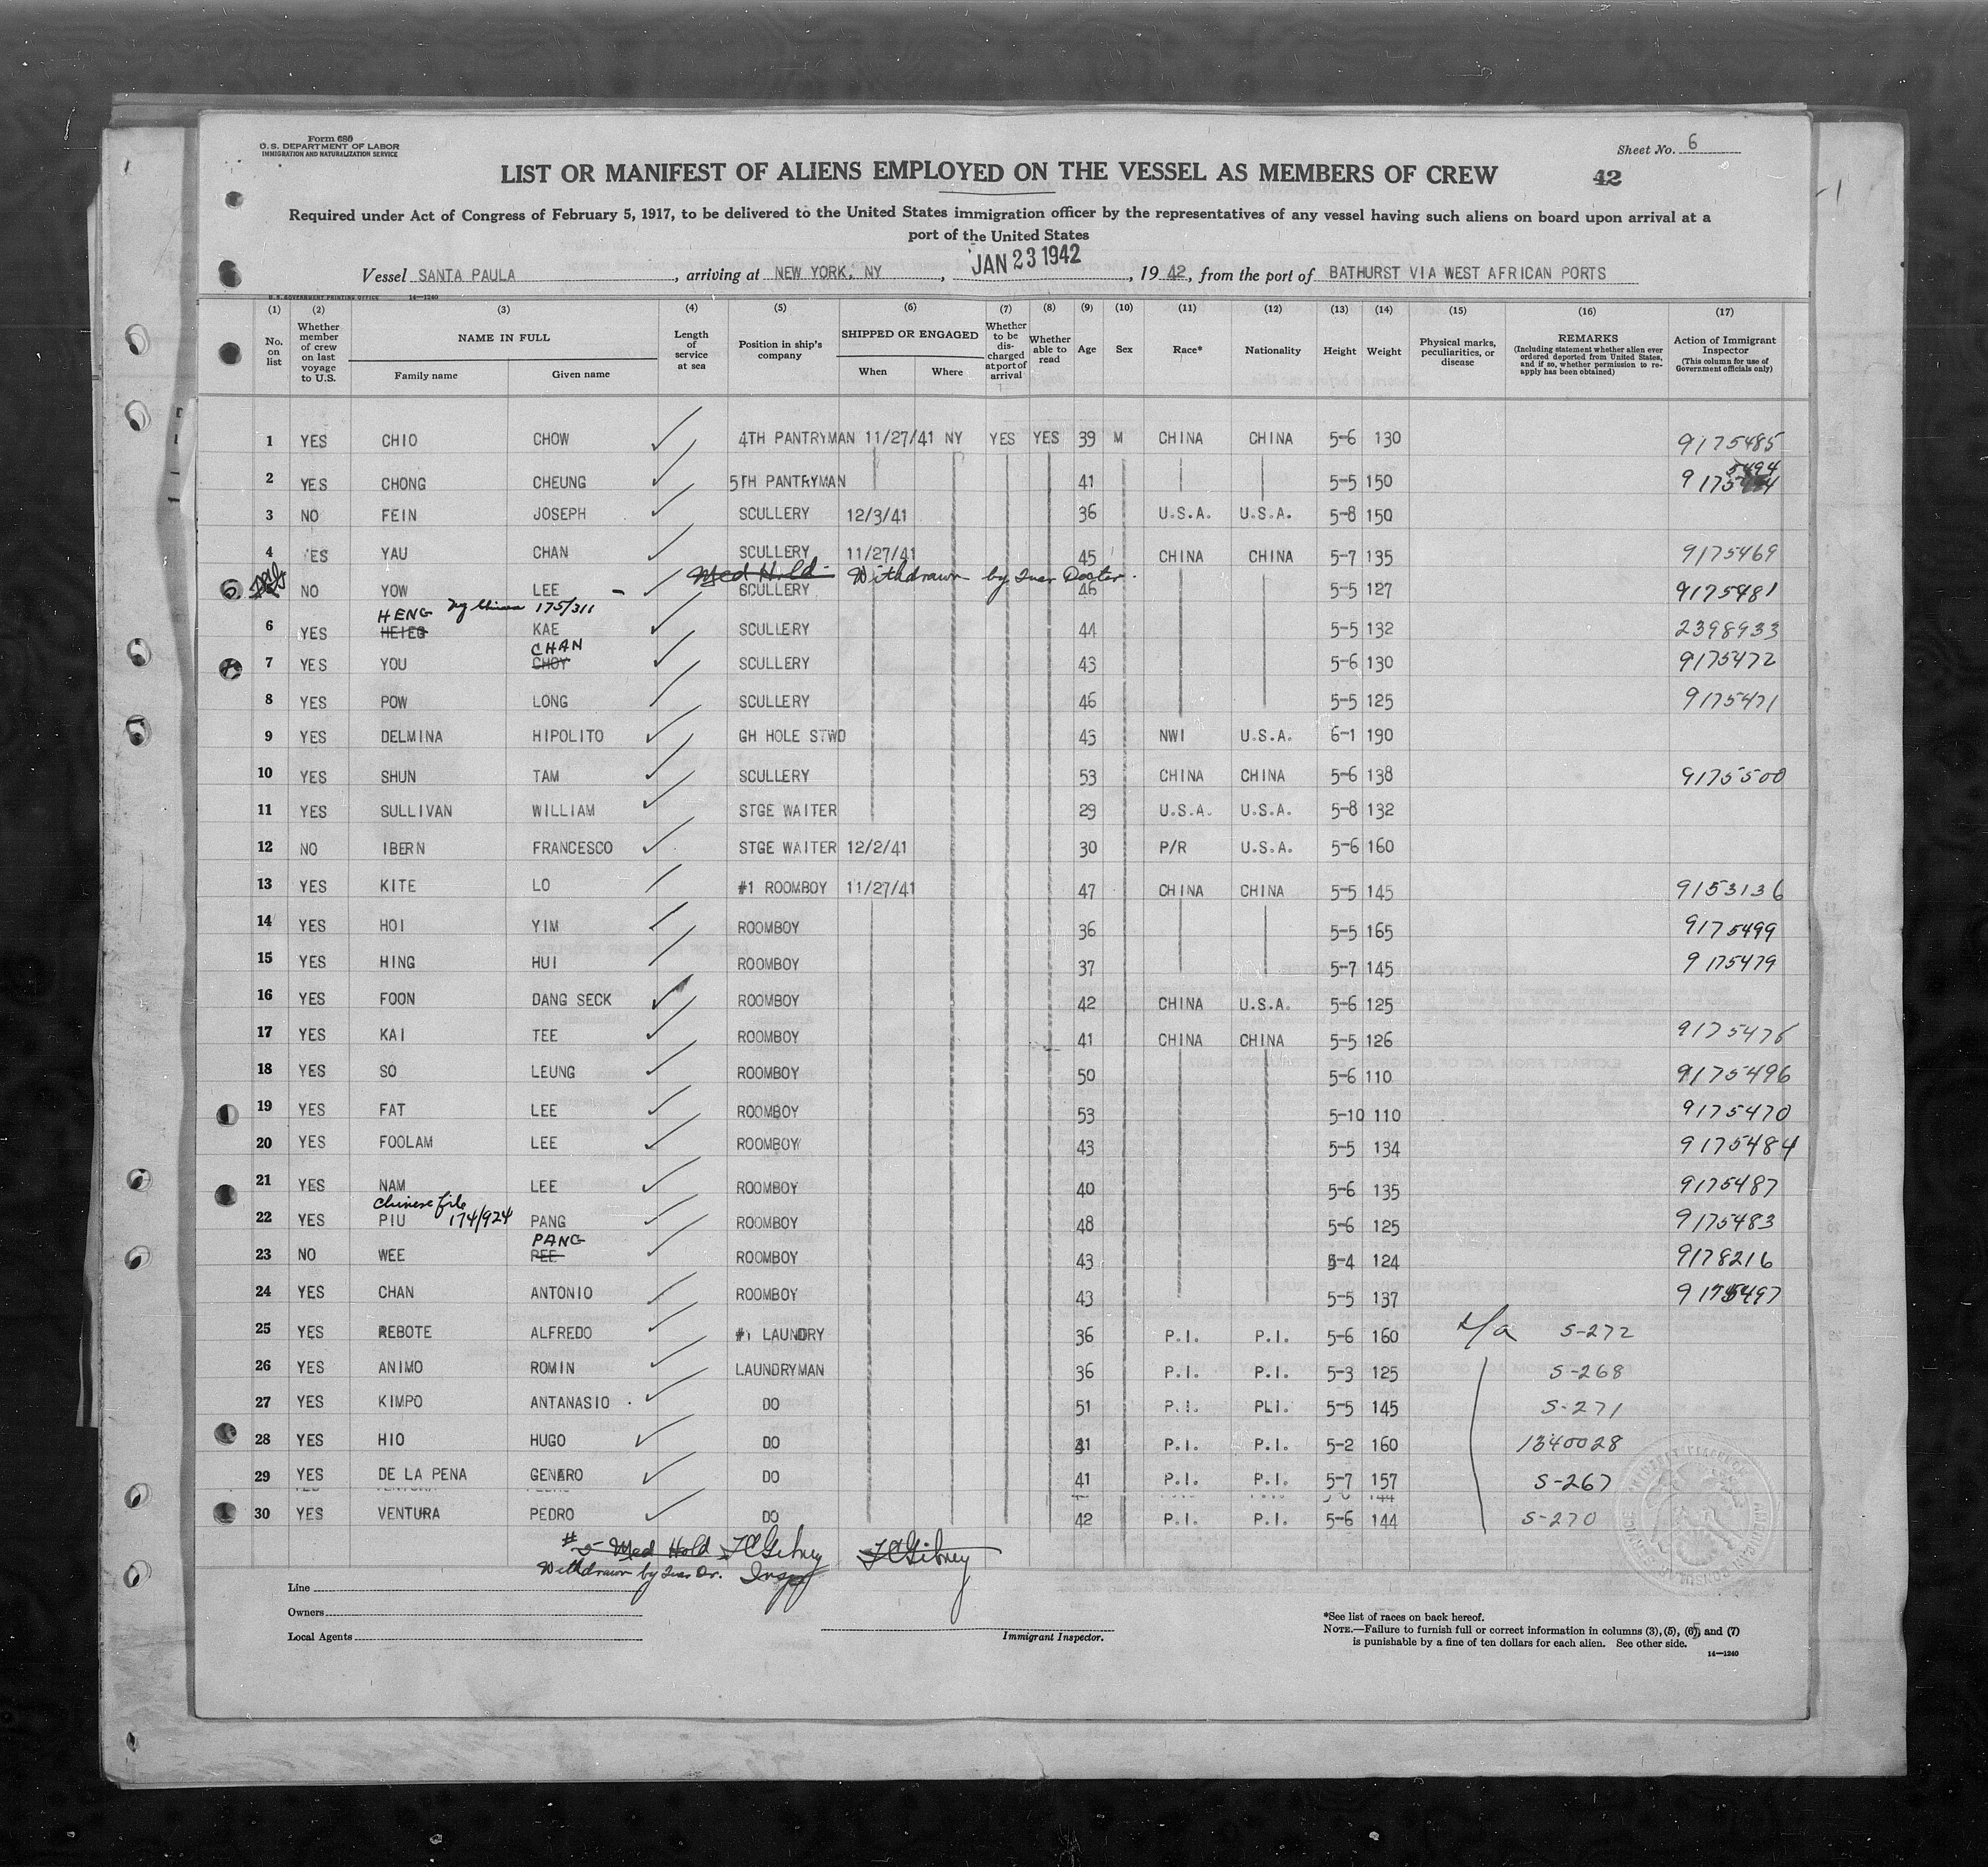 Form 680
U. S. DEPARTMENT OF LABOR
IMMIGRATION AND NATURALIZATION SERVICE
Sheet No. 6
LIST OR MANIFEST OF ALIENS EMPLOYED ON THE VESSEL AS MEMBERS OF CREW
42
Required under Act of Congress of February 5, 1917, to be delivered to the United States immigration officer by the representatives of any vessel having such aliens on board upon arrival at a
port of the United States
Vessel SANTA PAULA, arriving at NEW YORK, NY, JAN 23 1942, 19 42, from the port of BATHURST VIA WEST AFRICAN PORTS
U. S. GOVERNMENT PRINTING OFFICE 14—1240
(1) (2) (3) (4) (5) (6) (7) (8) (9) (10) (11) (12) (13) (14) (15) (16) (17)
No. on list
Whether member of crew on last voyage to U.S.
NAME IN FULL
Family name
Given name
Length of service at sea
Position in ship's company
SHIPPED OR ENGAGED
When
Where
Whether to be discharged at port of arrival
Whether able to read
Age
Sex
Race*
Nationality
Height
Weight
Physical marks, peculiarities, or disease
REMARKS
(Including statement whether alien ever ordered deported from United States, and if so, whether permission to reapply has been obtained)
Action of Immigrant Inspector
(This column for use of Government officials only)
1 YES CHIO CHOW 4TH PANTRYMAN 11/27/41 NY YES YES 39 M CHINA CHINA 5-6 130 9175485
2 YES CHONG CHEUNG 5TH PANTRYMAN 41 5-5 150 9175494
3 NO FEIN JOSEPH SCULLERY 12/3/41 36 U.S.A. U.S.A. 5-8 150
4 YES YAU CHAN SCULLERY 11/27/41 45 CHINA CHINA 5-7 135 9175469
Med Hold Withdrawn by Doctor.
5 NO YOW LEE SCULLERY 46 5-5 127 9175481
HENG 175/311
6 YES HEIEG KAE SCULLERY 44 5-5 132 2398933
CHAN
7 YES YOU CHOY SCULLERY 43 5-6 130 9175472
8 YES POW LONG SCULLERY 46 5-5 125 9175471
9 YES DELMINA HIPOLITO GH HOLE STWD 43 NWI U.S.A. 6-1 190
10 YES SHUN TAM SCULLERY 53 CHINA CHINA 5-6 138 9175500
11 YES SULLIVAN WILLIAM STGE WAITER 29 U.S.A. U.S.A. 5-8 132
12 NO IBERN FRANCESCO STGE WAITER 12/2/41 30 P/R U.S.A. 5-6 160
13 YES KITE LO #1 ROOMBOY 11/27/41 47 CHINA CHINA 5-5 145 9153136
14 YES HOI YIM ROOMBOY 36 5-5 165 9175499
15 YES HING HUI ROOMBOY 37 5-7 145 9175479
16 YES FOON DANG SECK ROOMBOY 42 CHINA U.S.A. 5-6 125
17 YES KAI TEE ROOMBOY 41 CHINA CHINA 5-5 126 9175476
18 YES SO LEUNG ROOMBOY 50 5-6 110 9175496
19 YES FAT LEE ROOMBOY 53 5-10 110 9175470
20 YES FOOLAM LEE ROOMBOY 43 5-5 134 9175484
21 YES NAM LEE ROOMBOY 40 5-6 135 9175487
Chinese file
22 YES PIU 174/924 PANG ROOMBOY 48 5-6 125 9175483
PANG
23 NO WEE PEE ROOMBOY 43 5-4 124 9178216
24 YES CHAN ANTONIO ROOMBOY 43 5-5 137 9175497
25 YES REBOTE ALFREDO #1 LAUNDRY 36 P.I. P.I. 5-6 160 S-272
26 YES ANIMO ROMIN LAUNDRYMAN 36 P.I. P.I. 5-3 125 S-268
27 YES KIMPO ANTANASIO DO 51 P.I. PLI. 5-5 145 S-271
28 YES HIO HUGO DO 41 P.I. P.I. 5-2 160 1340028
29 YES DE LA PENA GENARO DO 41 P.I. P.I. 5-7 157 S-267
30 YES VENTURA PEDRO DO 42 P.I. P.I. 5-6 144 S-270
#5 Med Hold
Withdrawn by Dr. Insp
Line
Owners
Local Agents
Immigrant Inspector.
*See list of races on back hereof.
NOTE.—Failure to furnish full or correct information in columns (3), (5), (6), and (7)
is punishable by a fine of ten dollars for each alien. See other side.
14—1240